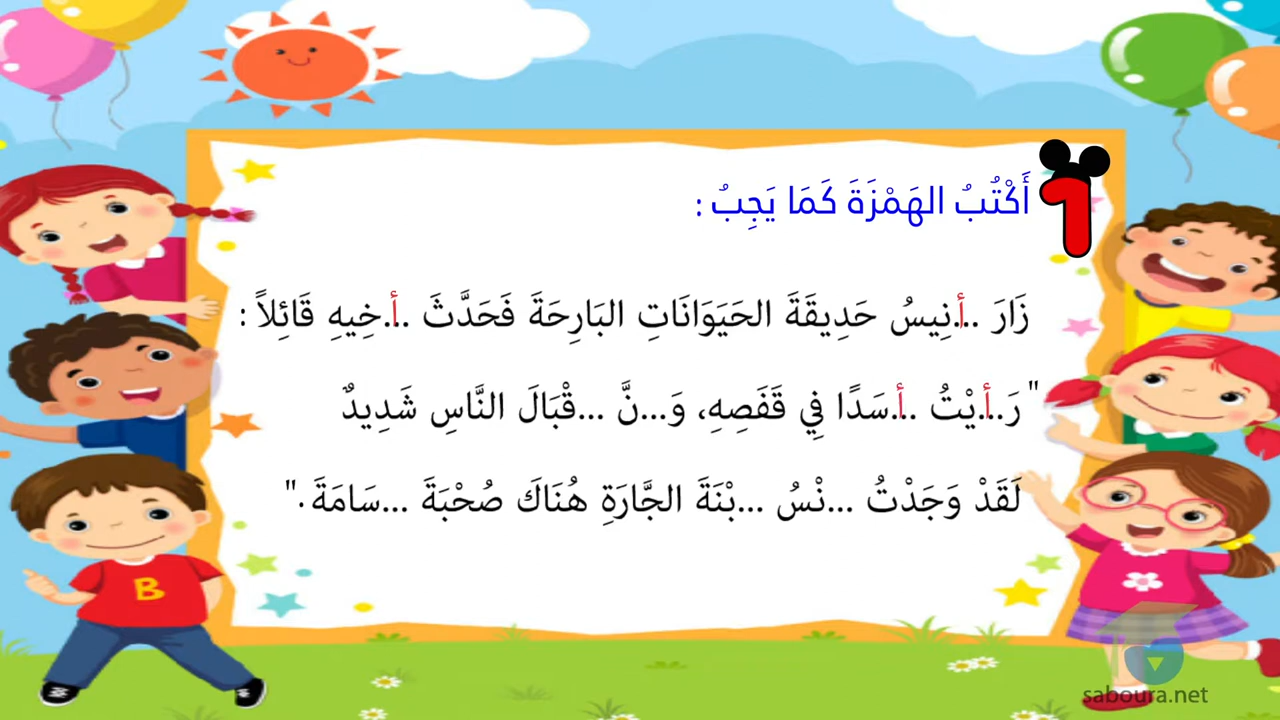 1 أَكْتُبُ الهَمْزَةَ كَمَا يَجِبُ :
زَارَ ..أ.نِيسُ حَدِيقَةَ الحَيَوَانَاتِ البَارِحَةَ فَحَدَّثَ ..أ.خِيهِ قَائِلاً :
" رَ..أ.يْتُ ..أ.سَدًا فِي قَفَصِهِ، وَ...نَّ ...قْبَالَ النَّاسِ شَدِيدٌ
لَقَدْ وَجَدْتُ ...نْسُ ...بْنَةَ الجَّارَةِ هُنَاكَ صُحْبَةَ ...سَامَةَ . "
B
saboura.net